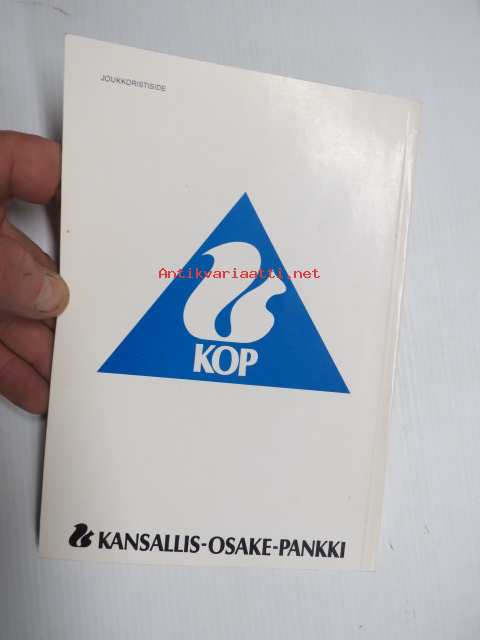 JOUKKORISTISIDE
Antikvariaatti.net
KOP
KANSALLIS-OSAKE-PANKKI